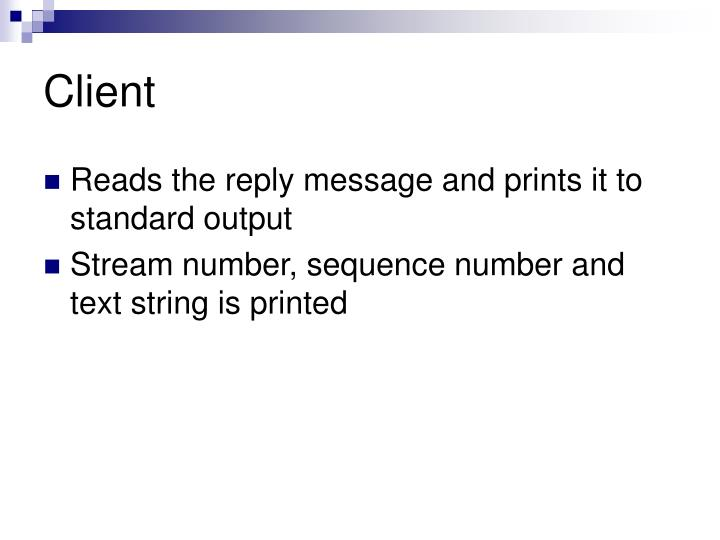 Client
Reads the reply message and prints it to
standard output
Stream number, sequence number and
text string is printed